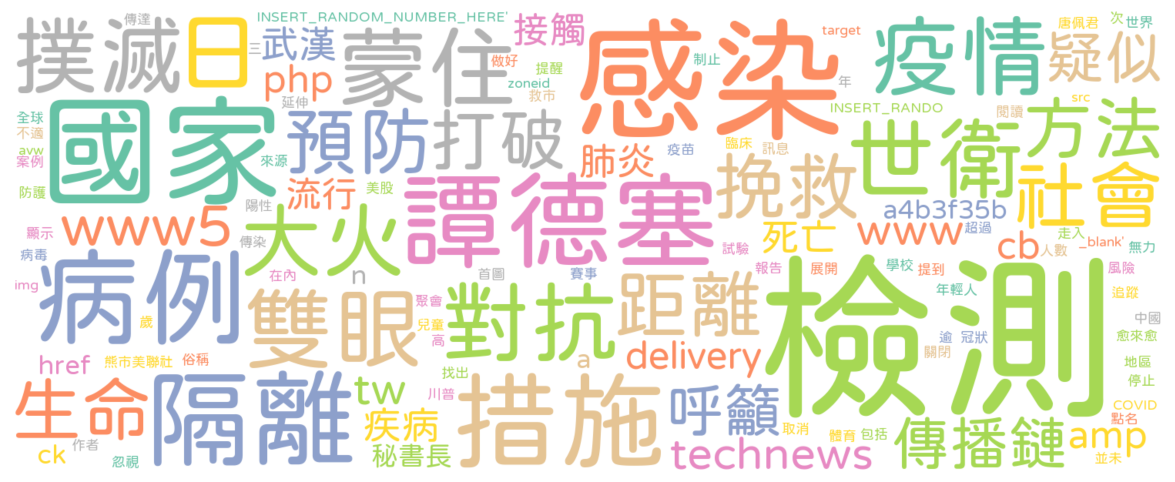 傳達
INSERT_RANDOM_NUMBER_HERE'
撲滅
日
三
武漢
蒙住
接觸
做好
感染
target
制止
疫情
唐佩君
次
世界
疑似
php
延伸
zoneid
提醒
救市
年
INSERT_RANDO
src
閱讀
方法
全球
不適
avw
案例
防護
國家
來源
預防
打破
肺炎
疫苗
臨床
訊息
世衛
流行
美股
譚德塞
挽救
a4b3f35b
社會
www5
陽性
大火
傳染
顯示
病毒
試驗
死亡
www
超過
cb
走入
_blank'
人數
無力
img
病例
歲
在內
雙眼
n
首圖
賽事
聚會
兒童
高
對抗
距離
報告
展開
提到
學校
年輕人
風險
追蹤
檢測
逾
冠狀
關閉
中國
愈來愈
地區
停止
href
熊市美聯社
俗稱
找出
a
delivery
川普
生命
隔離
tw
措施
呼籲
COVID
點名
疾病
秘書長
取消
體育
包括
傳播鏈
amp
並未
作者
ck
忽視
technews